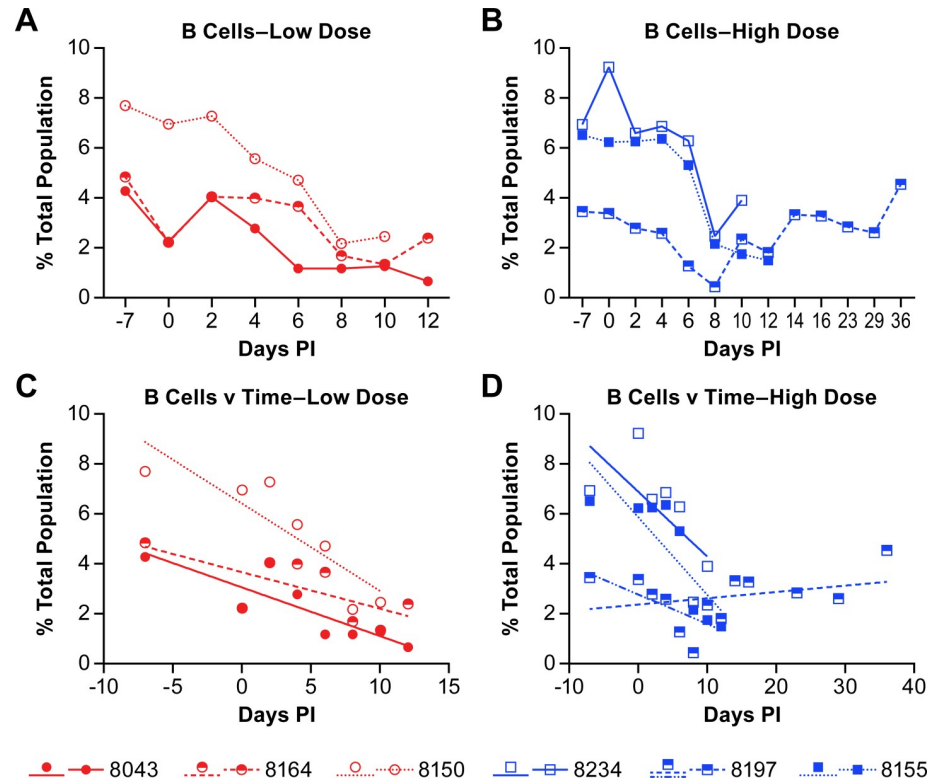 A
B Cells–Low Dose
% Total Population
10
8
6
4
2
0
-7 0 2 4 6 8 10 12
Days PI
B
B Cells–High Dose
% Total Population
10
8
6
4
2
0
-7 0 2 4 6 8 10 12 14 16 23 29 36
Days PI
C
B Cells v Time–Low Dose
% Total Population
10
8
6
4
2
0
-10 -5 0 5 10 15
Days PI
D
B Cells v Time–High Dose
% Total Population
10
8
6
4
2
0
-10 0 10 20 30 40
Days PI
8043 8164 8150 8234 8197 8155